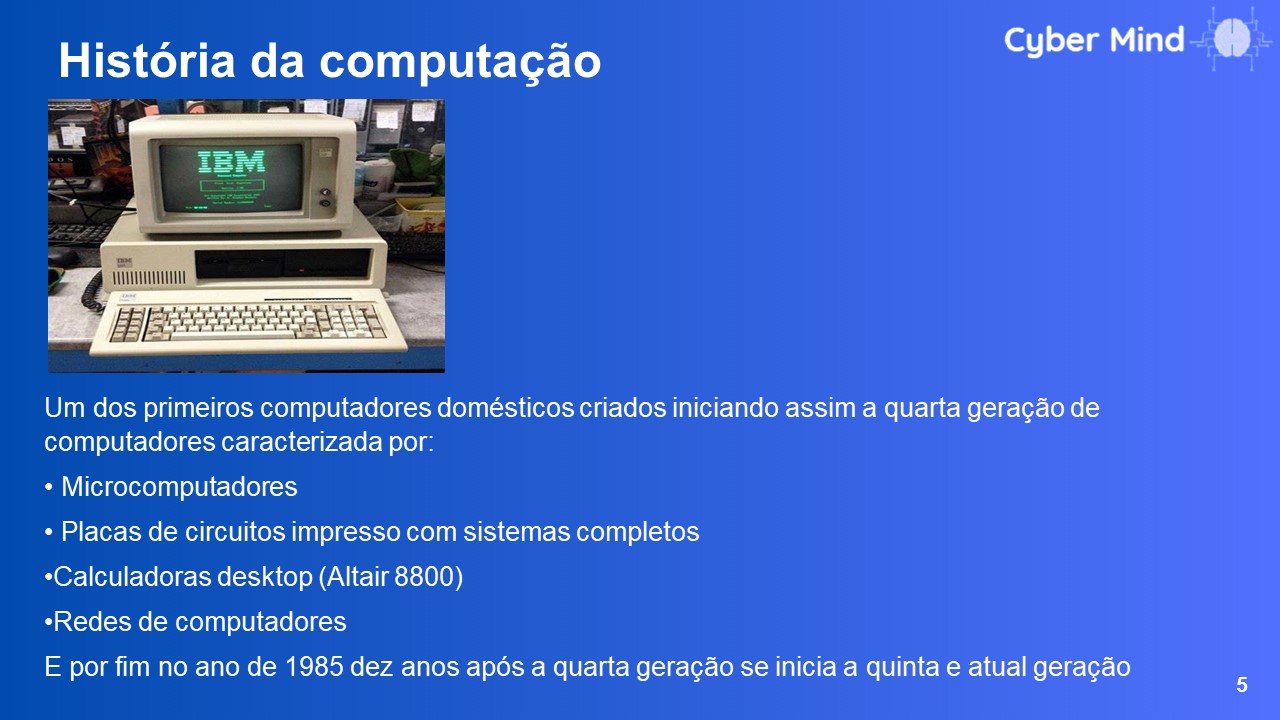 História da computação
Cyber Mind
IBM
IBM
Um dos primeiros computadores domésticos criados iniciando assim a quarta geração de
computadores caracterizada por:
• Microcomputadores
• Placas de circuitos impresso com sistemas completos
•Calculadoras desktop (Altair 8800)
•Redes de computadores
E por fim no ano de 1985 dez anos após a quarta geração se inicia a quinta e atual geração
5